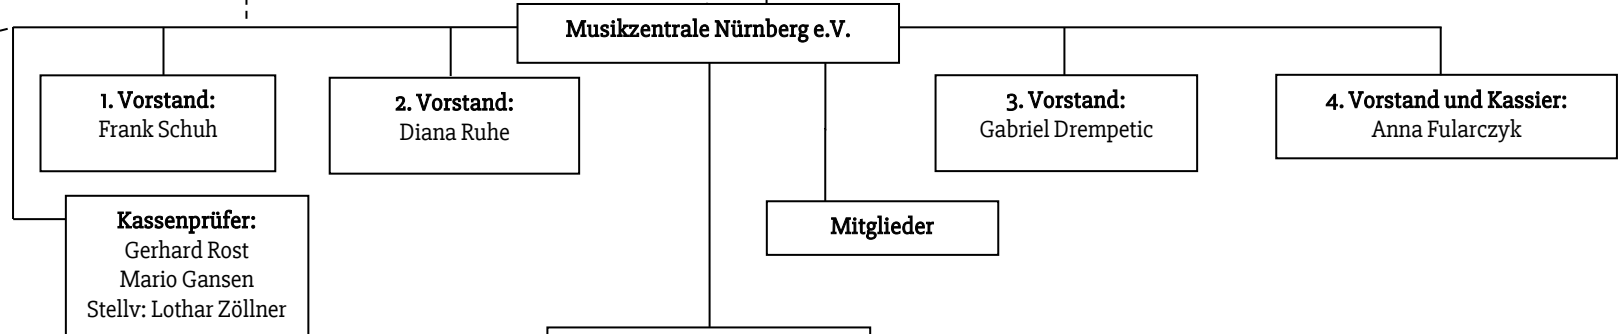 Musikzentrale Nürnberg e.V.
1. Vorstand:
Frank Schuh
2. Vorstand:
Diana Ruhe
3. Vorstand:
Gabriel Drempetic
4. Vorstand und Kassier:
Anna Fularczyk
Kassenprüfer:
Gerhard Rost
Mario Gansen
Stellv: Lothar Zöllner
Mitglieder